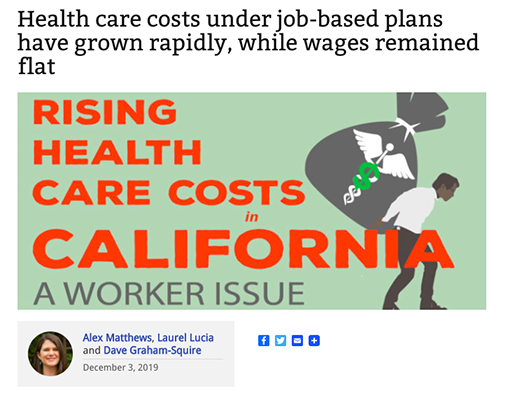 Health care costs under job-based plans
have grown rapidly, while wages remained
flat
RISING
HEALTH
CARE COSTS
in
CALIFORNIA
A WORKER ISSUE
Alex Matthews, Laurel Lucia
and Dave Graham-Squire
December 3, 2019